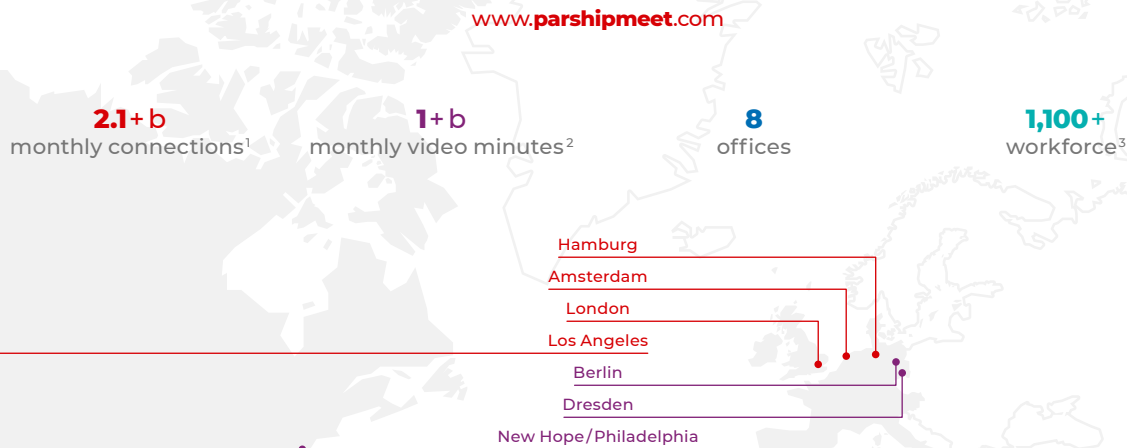 www.parshipmeet.com
2.1+ b 1+ b 8 1,100+
monthly connections¹ monthly video minutes² offices workforce³
Hamburg
Amsterdam
London
Los Angeles
Berlin
Dresden
New Hope/Philadelphia